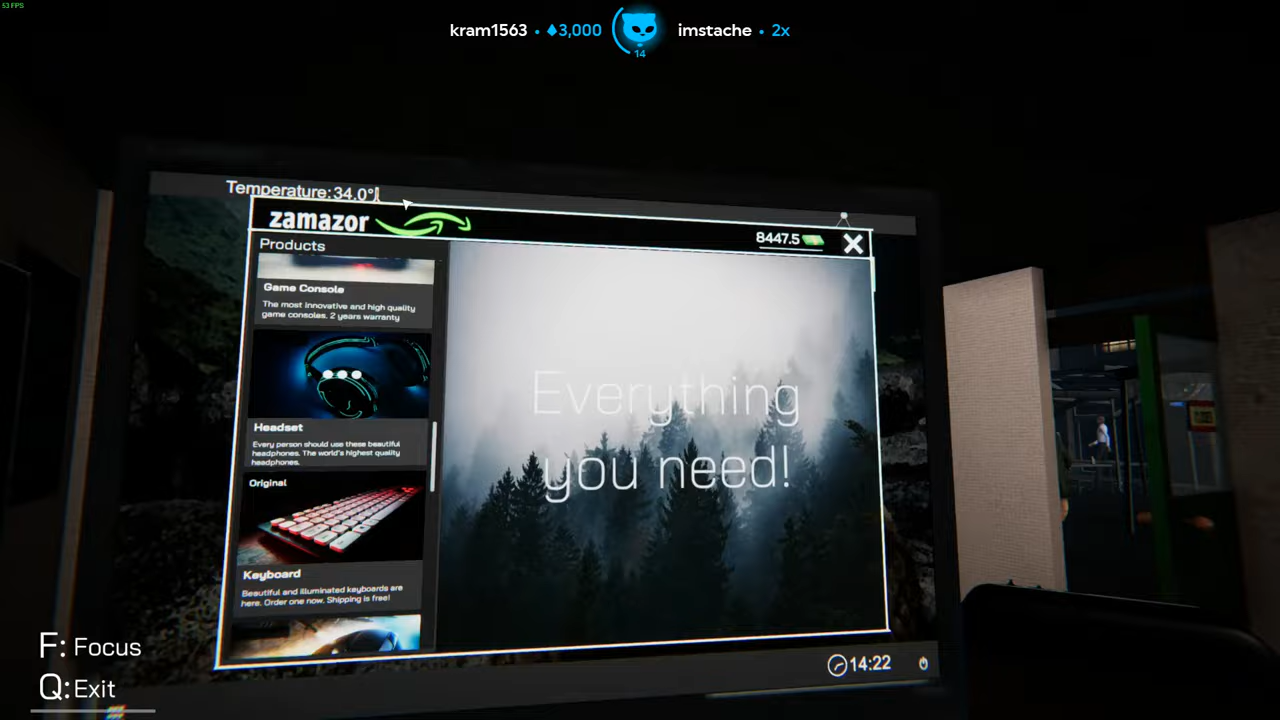 53 FPS
kram1563 • 3,000
14
imstache • 2x
Temperature:34.0°
zamazor
8447.5
Products
Game Console
The most innovative and high quality
game consoles. 2 years warranty
Everything
you need!
Headset
Every person should use these beautiful
headphones. The world's highest quality
headphones.
Original
Keyboard
Beautiful and illuminated keyboards are
here. Order one now. Shipping is free!
F: Focus
Q: Exit
14:22